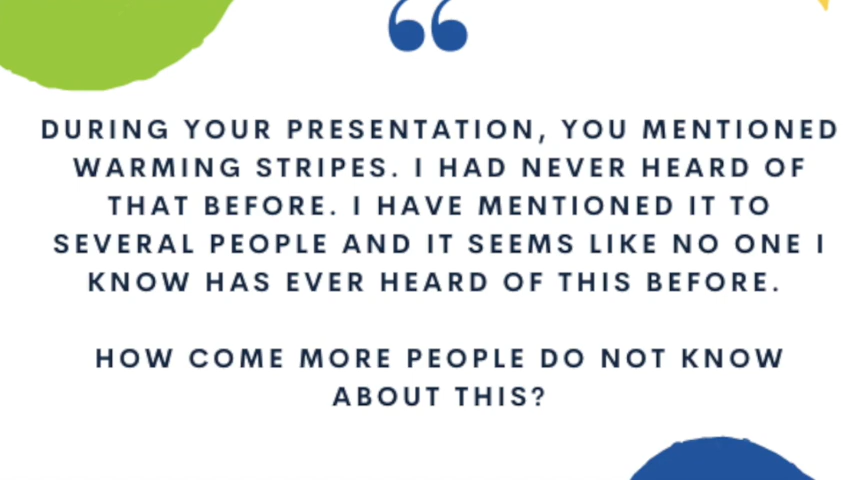 “
DURING YOUR PRESENTATION, YOU MENTIONED
WARMING STRIPES. I HAD NEVER HEARD OF
THAT BEFORE. I HAVE MENTIONED IT TO
SEVERAL PEOPLE AND IT SEEMS LIKE NO ONE I
KNOW HAS EVER HEARD OF THIS BEFORE.
HOW COME MORE PEOPLE DO NOT KNOW
ABOUT THIS?